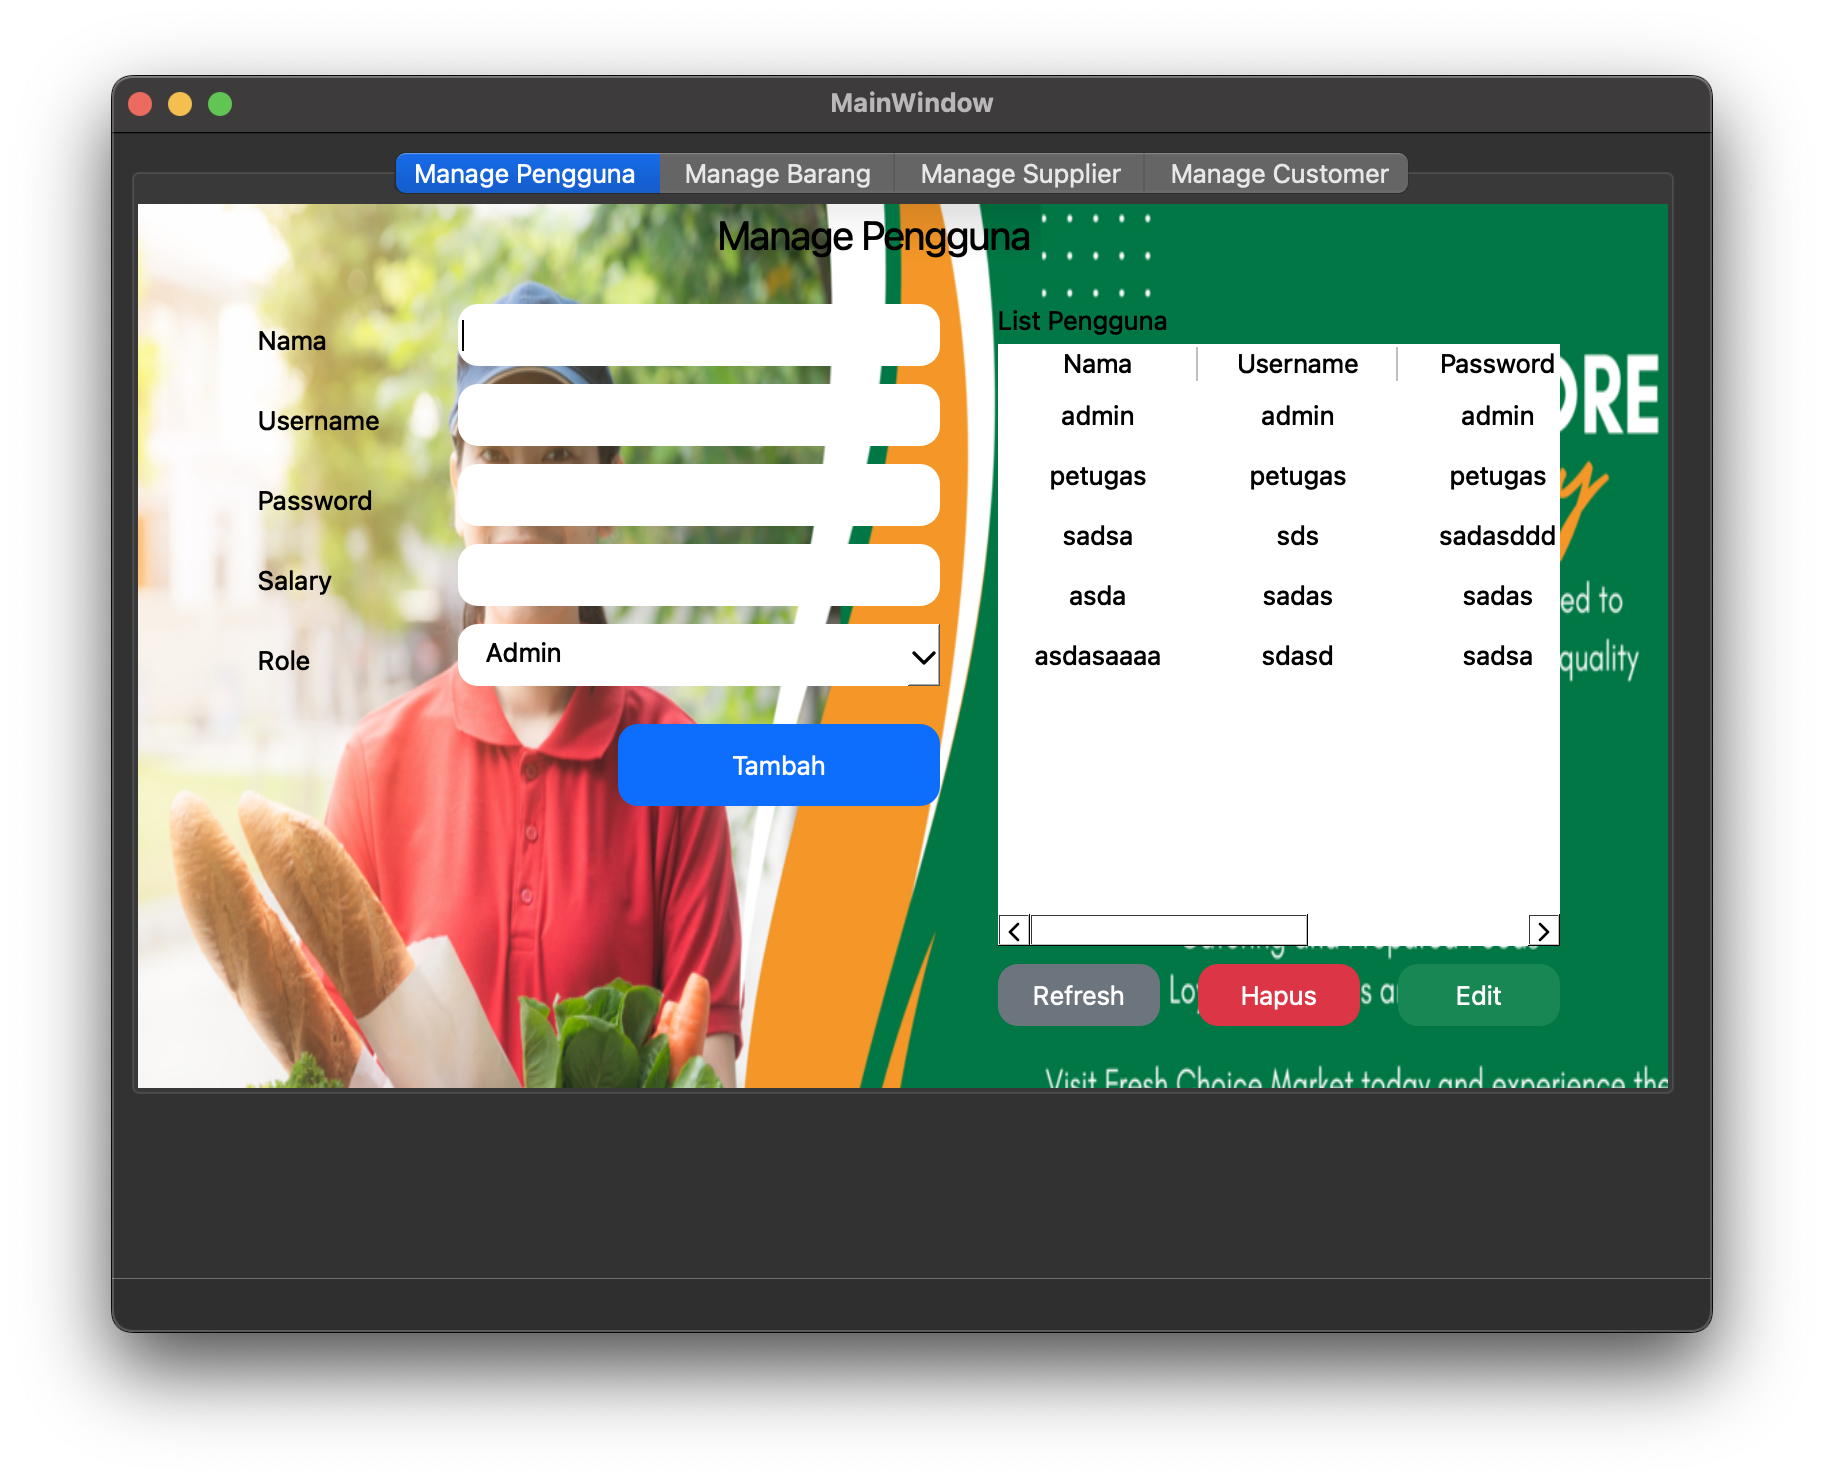 MainWindow
Manage Pengguna Manage Barang Manage Supplier Manage Customer
Manage Pengguna
Nama
Username
Password
Salary
Role Admin
Tambah
List Pengguna
Nama Username Password
admin admin admin
petugas petugas petugas
sadsa sds sadasddd
asda sadas sadas
asdasaaaa sdasd sadsa
ORE
y
ed to
quality
Refresh Hapus Edit
Visit Fresh Choice Market today and experience the